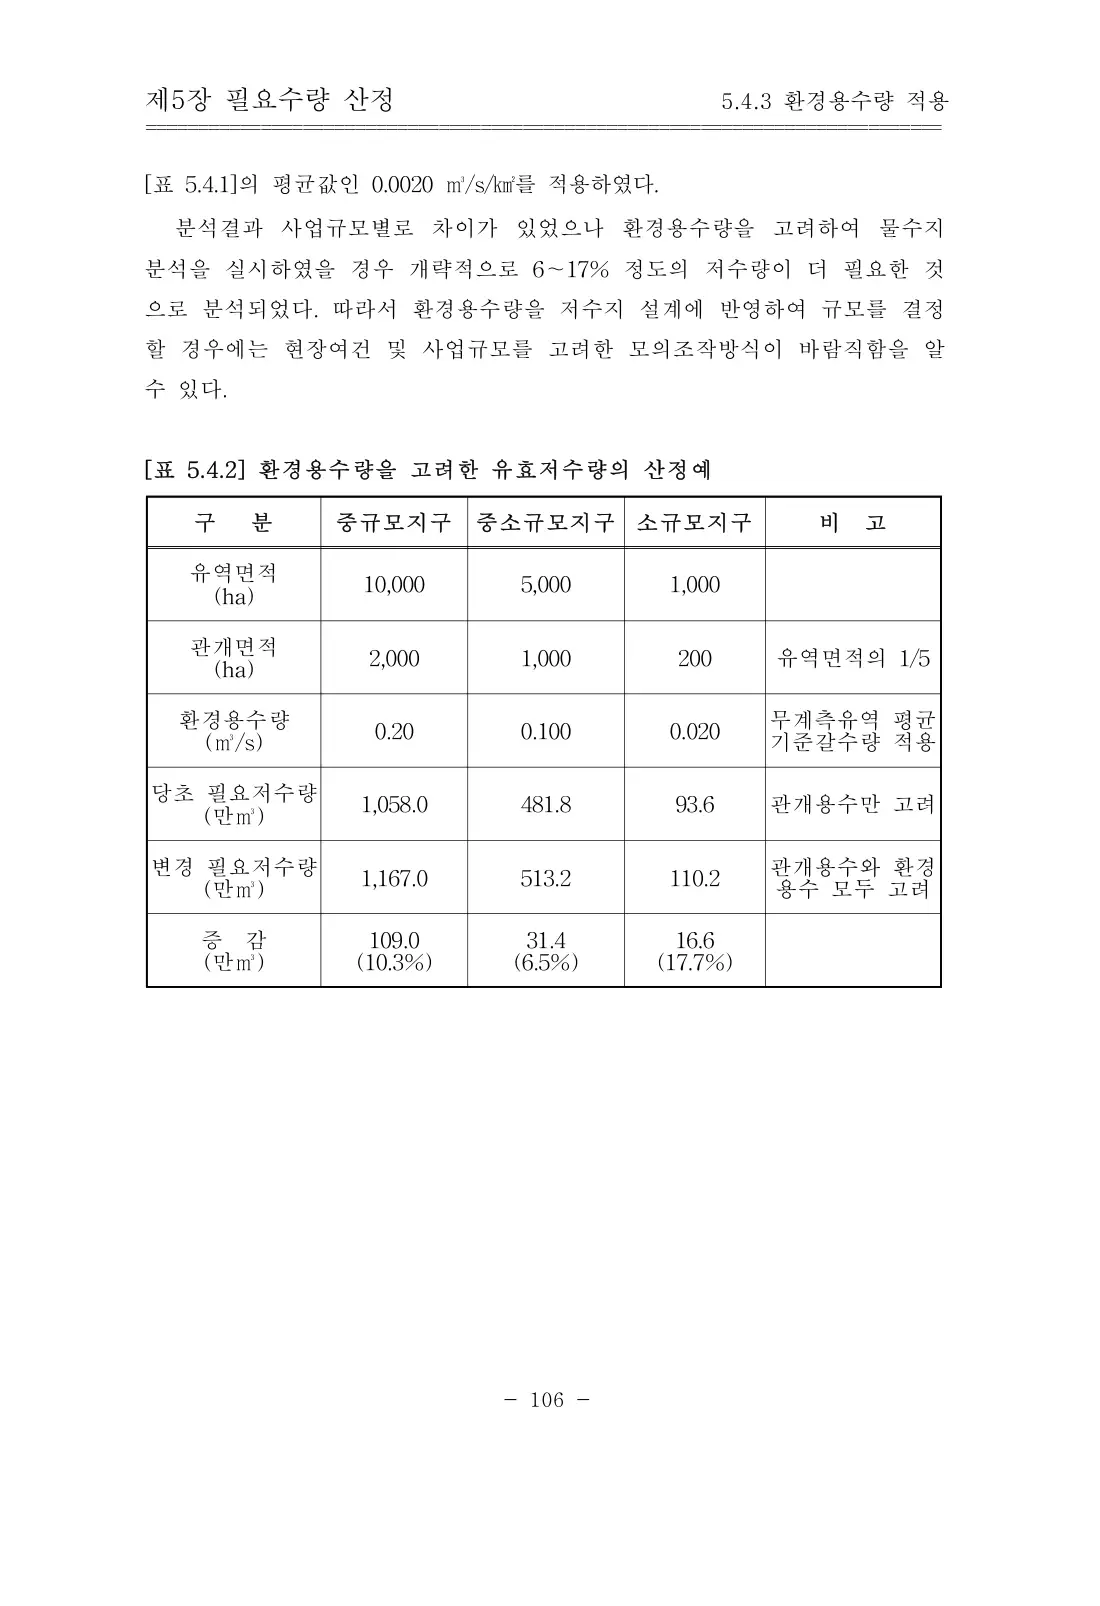 제5장 필요수량 산정 5.4.3 환경용수량 적용
[표 5.4.1]의 평균값인 0.0020 ㎥/s/㎢를 적용하였다.
분석결과 사업규모별로 차이가 있었으나 환경용수량을 고려하여 물수지
분석을 실시하였을 경우 개략적으로 6~17% 정도의 저수량이 더 필요한 것
으로 분석되었다. 따라서 환경용수량을 저수지 설계에 반영하여 규모를 결정
할 경우에는 현장여건 및 사업규모를 고려한 모의조작방식이 바람직함을 알
수 있다.
[표 5.4.2] 환경용수량을 고려한 유효저수량의 산정예
구 분 중규모지구 중소규모지구 소규모지구 비 고
유역면적
(ha) 10,000 5,000 1,000
관개면적
(ha) 2,000 1,000 200 유역면적의 1/5
환경용수량 무계측유역 평균
(㎥/s) 0.20 0.100 0.020 기준갈수량 적용
당초 필요저수량
(만㎥) 1,058.0 481.8 93.6 관개용수만 고려
변경 필요저수량 관개용수와 환경
(만㎥) 1,167.0 513.2 110.2 용수 모두 고려
증 감 109.0 31.4 16.6
(만㎥) (10.3%) (6.5%) (17.7%)
- 106 -